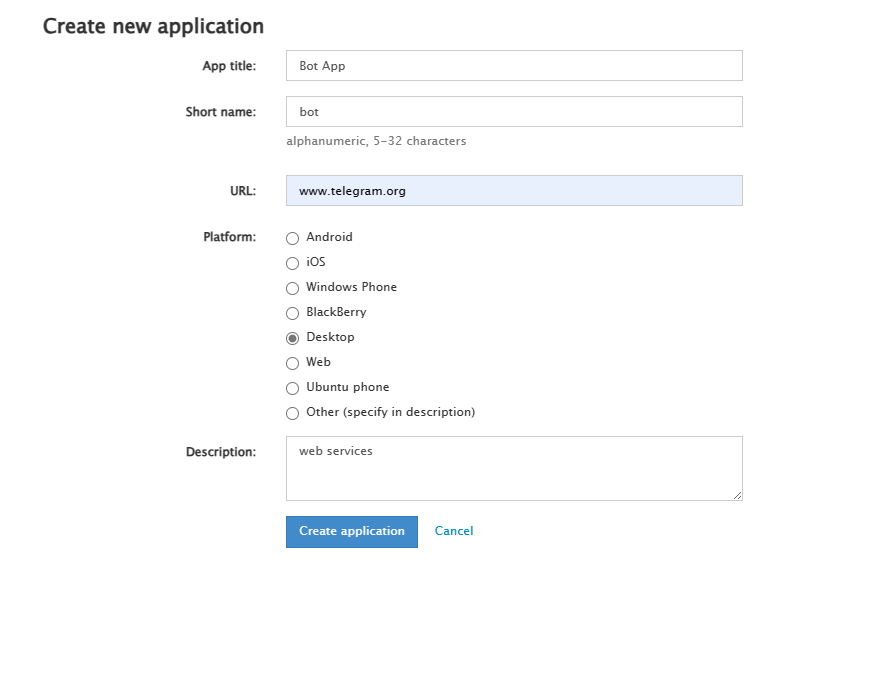 Create new application
App title:
Bot App
Short name:
bot
alphanumeric, 5-32 characters
URL:
www.telegram.org
Platform:
Android
iOS
Windows Phone
BlackBerry
Desktop
Web
Ubuntu phone
Other (specify in description)
Description:
web services
Create application
Cancel